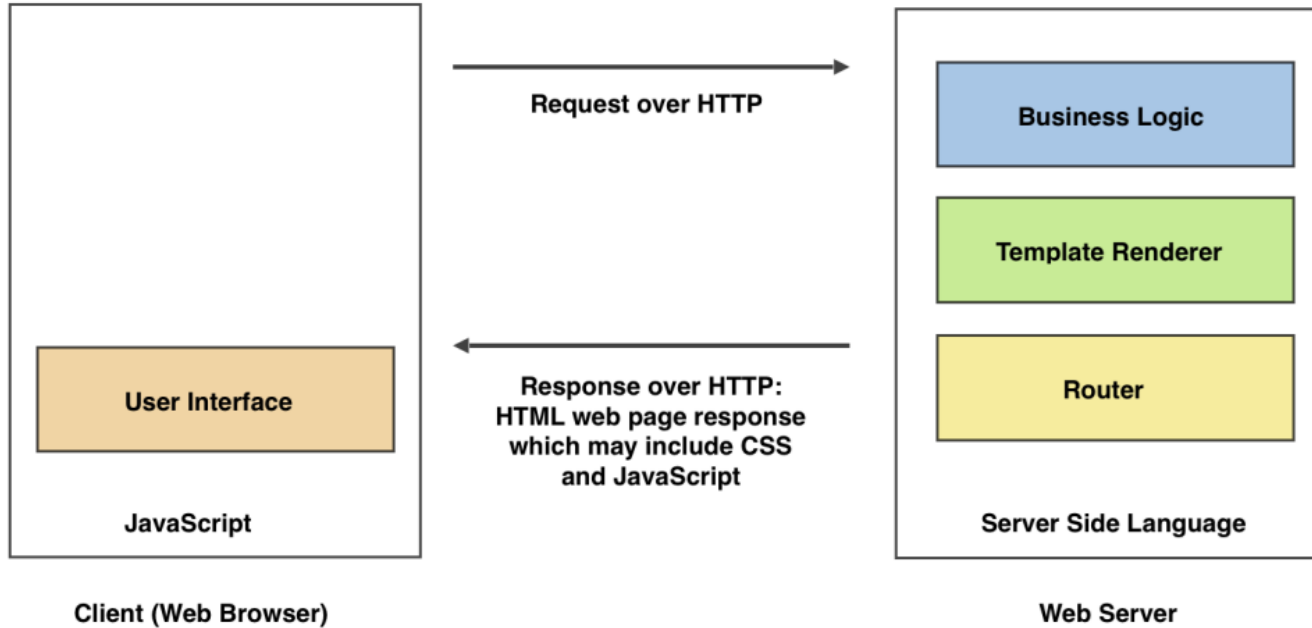 Request over HTTP
Business Logic
Template Renderer
User Interface
Response over HTTP:
HTML web page response
which may include CSS
and JavaScript
Router
JavaScript
Server Side Language
Client (Web Browser)
Web Server